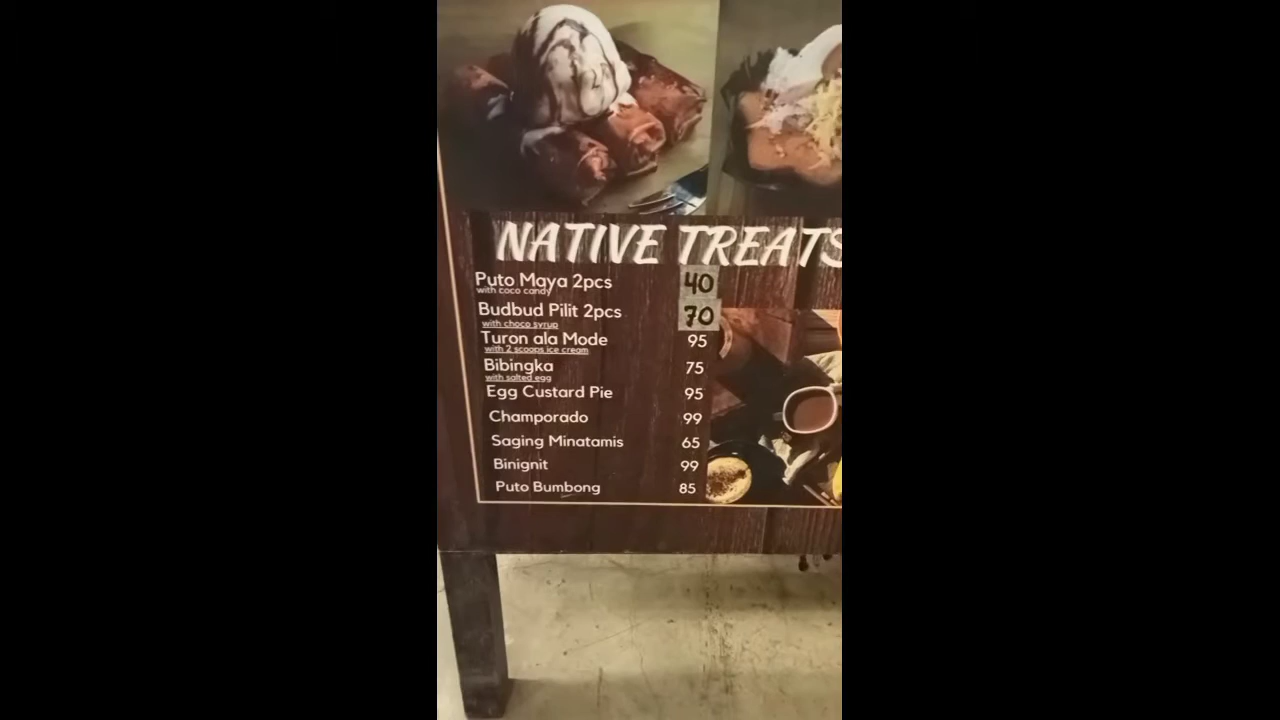 NATIVE TREATS
Puto Maya 2pcs 40
with coco candy
Budbud Pilit 2pcs 70
with choco syrup
Turon ala Mode 95
with 2 scoops ice cream
Bibingka 75
with salted egg
Egg Custard Pie 95
Champorado 99
Saging Minatamis 65
Binignit 99
Puto Bumbong 85